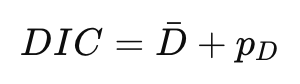 DIC = D̄ + p_D